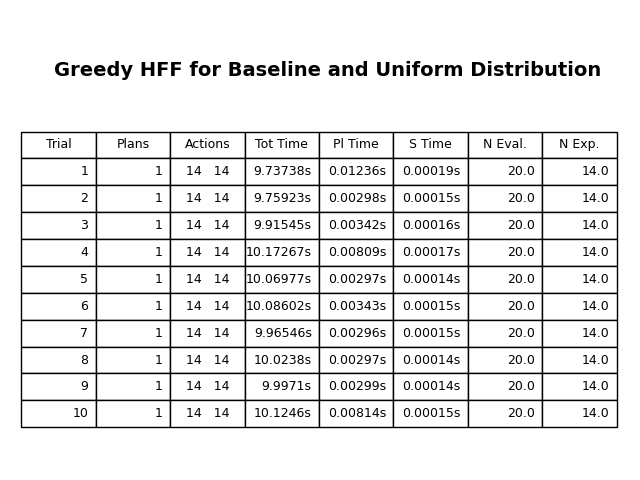 Greedy HFF for Baseline and Uniform Distribution
Trial Plans Actions Tot Time Pl Time S Time N Eval. N Exp.
1 1 14 14 9.73738s 0.01236s 0.00019s 20.0 14.0
2 1 14 14 9.75923s 0.00298s 0.00015s 20.0 14.0
3 1 14 14 9.91545s 0.00342s 0.00016s 20.0 14.0
4 1 14 14 10.17267s 0.00809s 0.00017s 20.0 14.0
5 1 14 14 10.06977s 0.00297s 0.00014s 20.0 14.0
6 1 14 14 10.08602s 0.00343s 0.00015s 20.0 14.0
7 1 14 14 9.96546s 0.00296s 0.00015s 20.0 14.0
8 1 14 14 10.0238s 0.00297s 0.00014s 20.0 14.0
9 1 14 14 9.9971s 0.00299s 0.00014s 20.0 14.0
10 1 14 14 10.1246s 0.00814s 0.00015s 20.0 14.0